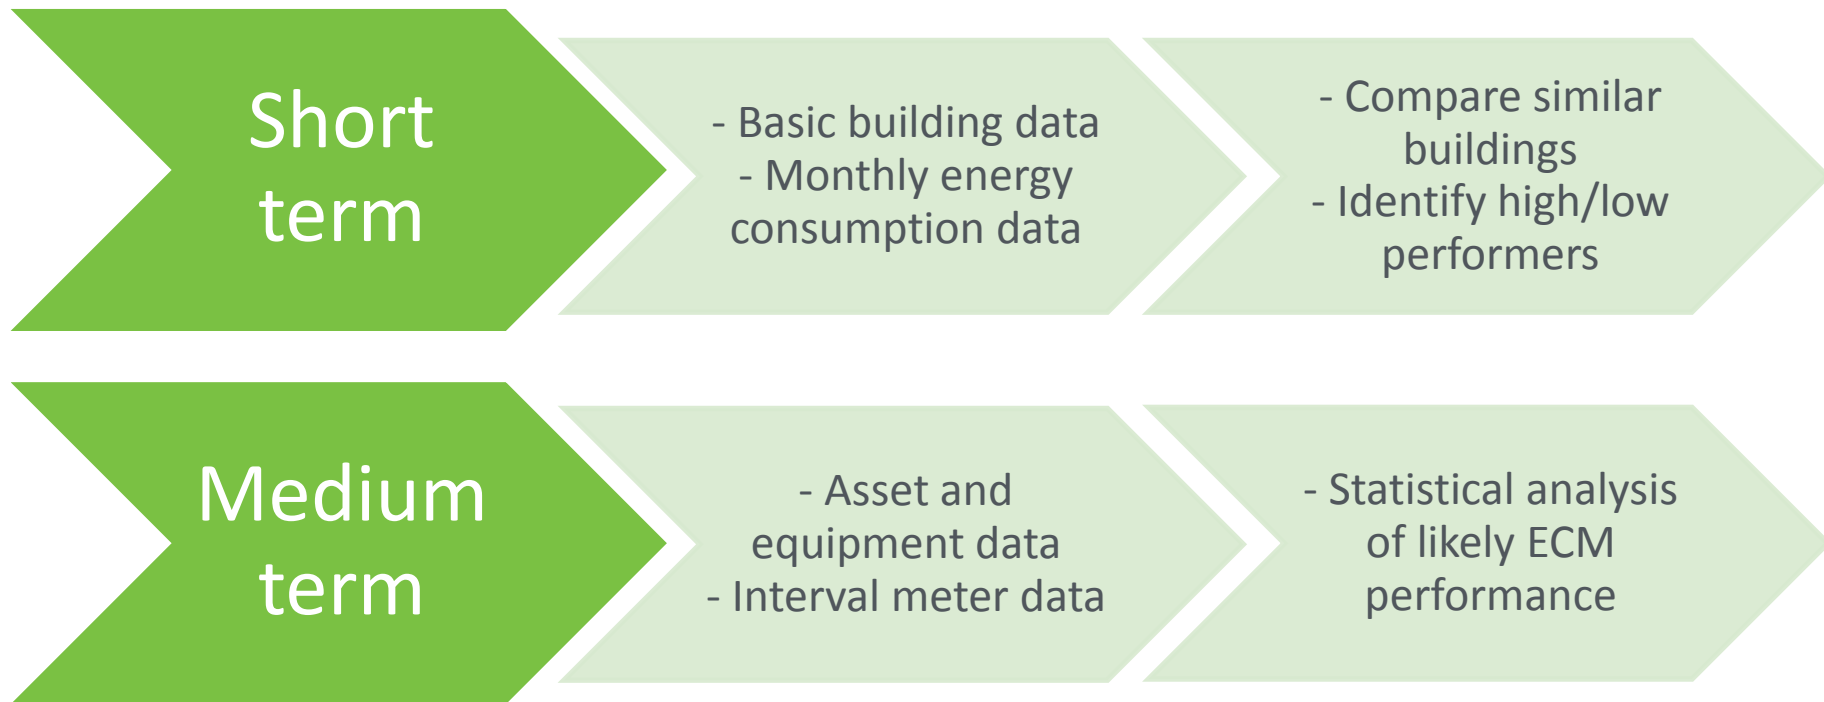 Short
term
- Basic building data
- Monthly energy
consumption data
- Compare similar
buildings
- Identify high/low
performers
Medium
term
- Asset and
equipment data
- Interval meter data
- Statistical analysis
of likely ECM
performance